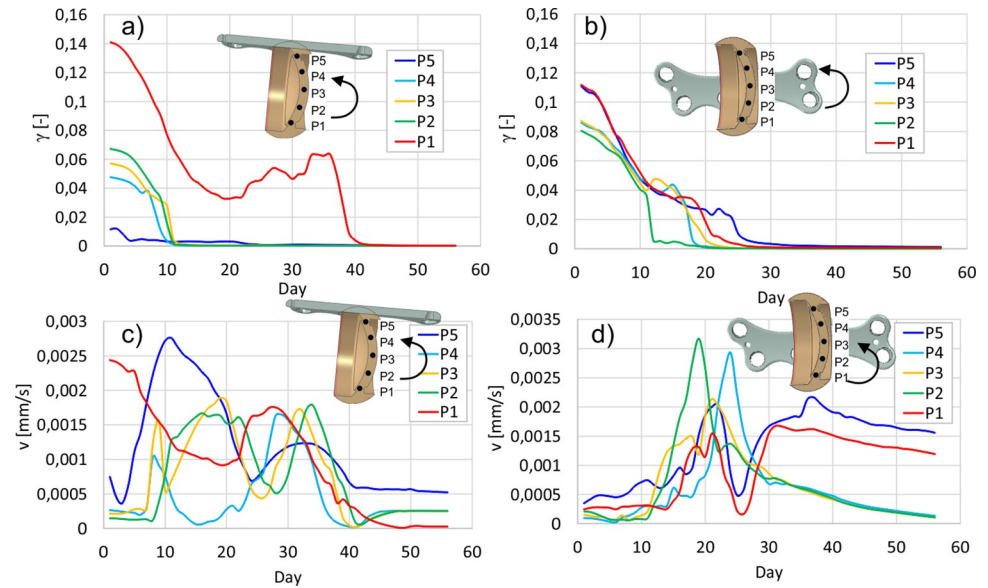 a)
γ [-]
0,16
0,14
0,12
0,1
0,08
0,06
0,04
0,02
0
0 10 20 30 40 50 60
Day
P5
P4
P3
P2
P1
P5
P4
P3
P2
P1
b)
γ [-]
0,16
0,14
0,12
0,1
0,08
0,06
0,04
0,02
0
0 10 20 30 40 50 60
Day
P5
P4
P3
P2
P1
P5
P4
P3
P2
P1
c)
v [mm/s]
0,003
0,0025
0,002
0,0015
0,001
0,0005
0
0 10 20 30 40 50 60
Day
P5
P4
P3
P2
P1
P5
P4
P3
P2
P1
d)
v [mm/s]
0,0035
0,003
0,0025
0,002
0,0015
0,001
0,0005
0
0 10 20 30 40 50 60
Day
P5
P4
P3
P2
P1
P5
P4
P3
P2
P1